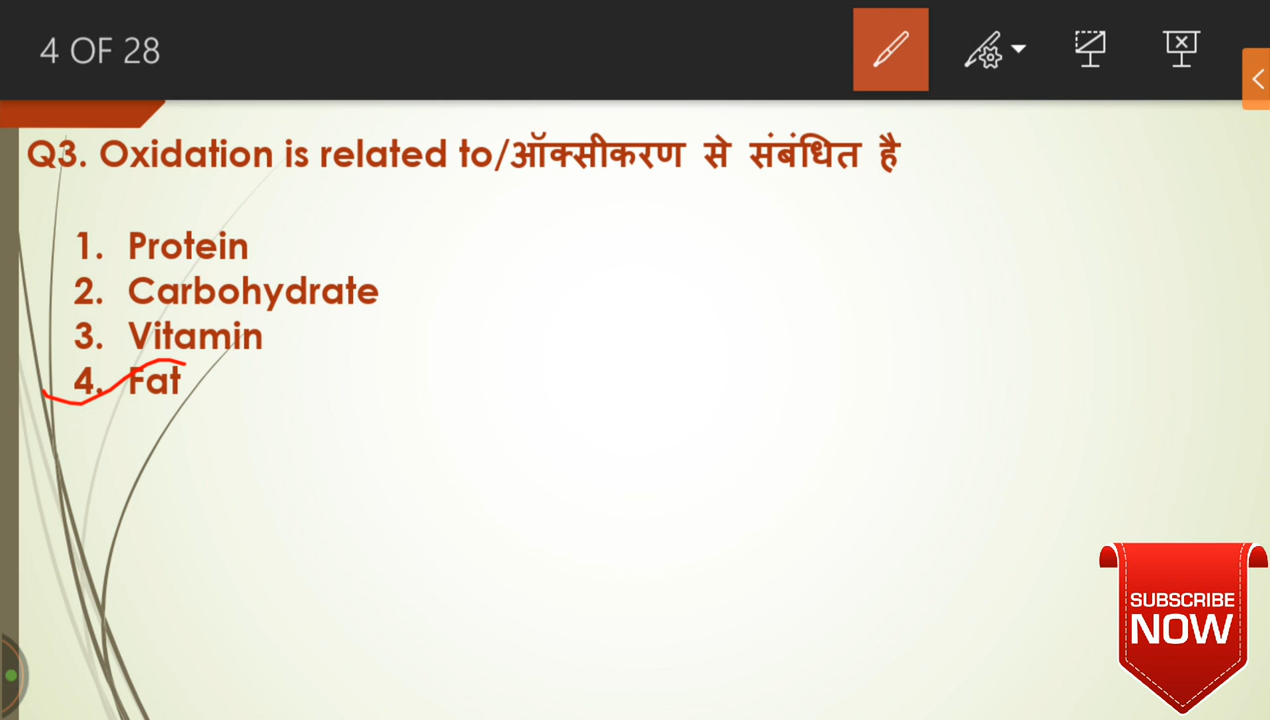 4 OF 28
Q3. Oxidation is related to/ऑक्सीकरण से संबंधित है
1. Protein
2. Carbohydrate
3. Vitamin
4. Fat
SUBSCRIBE
NOW